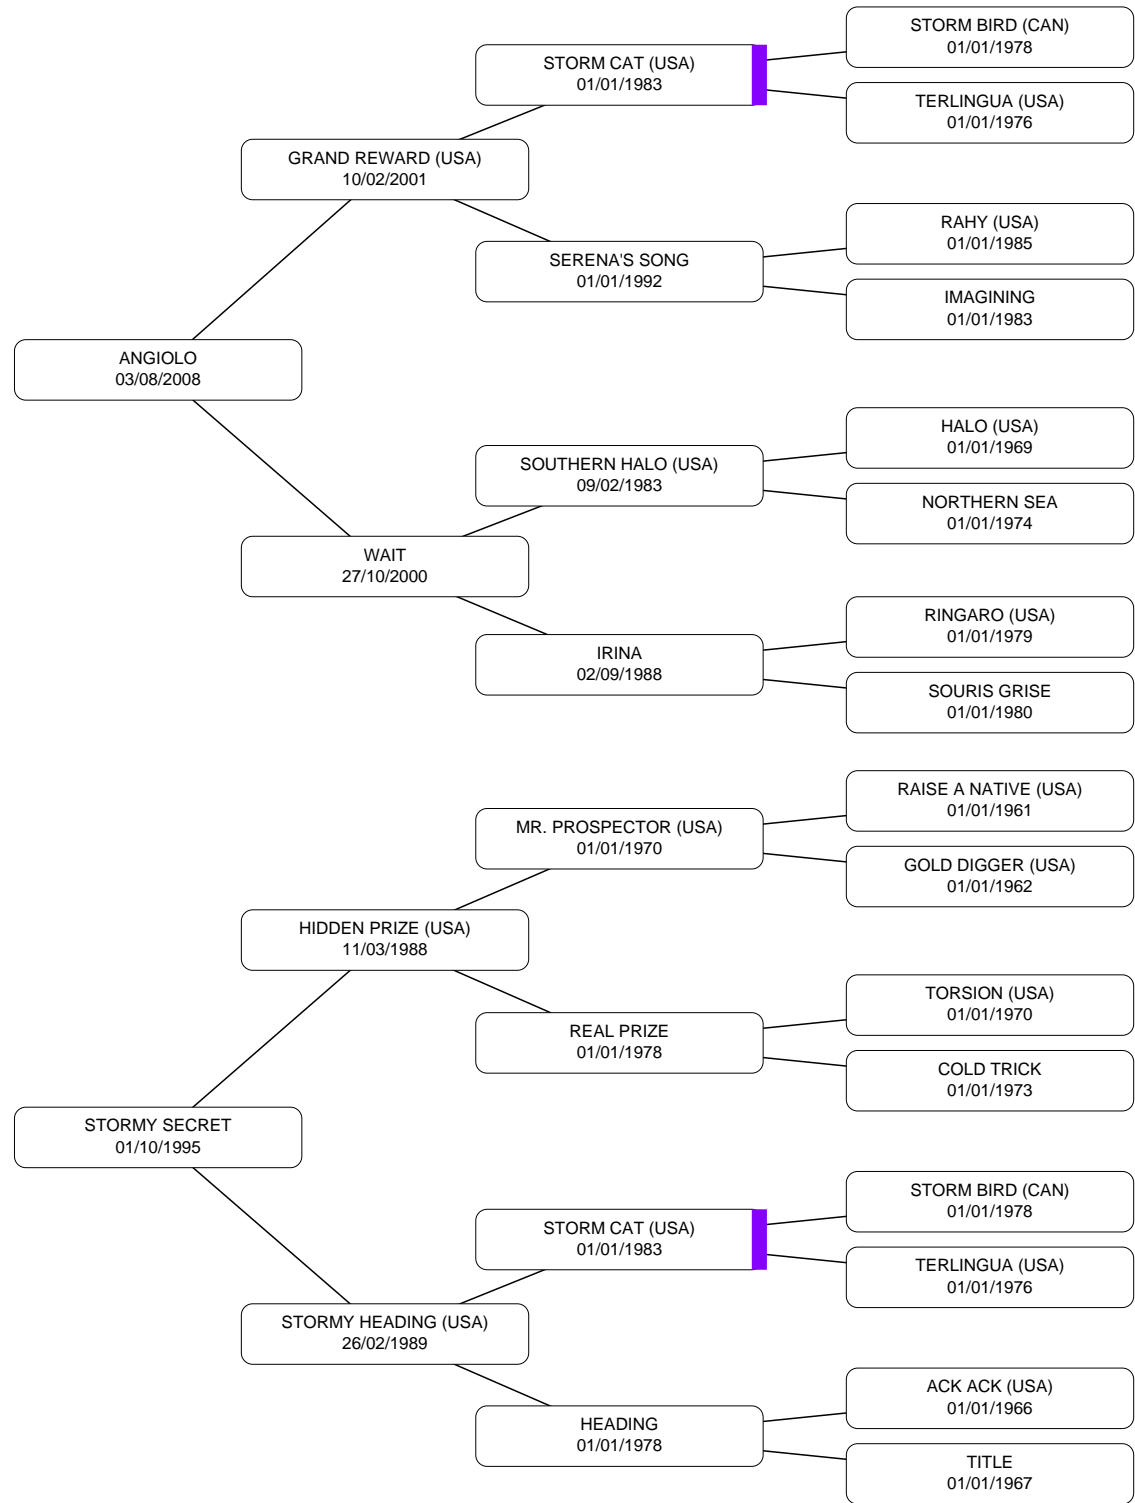 STORM BIRD (CAN)
01/01/1978
STORM CAT (USA)
01/01/1983
TERLINGUA (USA)
01/01/1976
GRAND REWARD (USA)
10/02/2001
RAHY (USA)
01/01/1985
SERENA'S SONG
01/01/1992
IMAGINING
01/01/1983
ANGIOLO
03/08/2008
HALO (USA)
01/01/1969
SOUTHERN HALO (USA)
09/02/1983
NORTHERN SEA
01/01/1974
WAIT
27/10/2000
RINGARO (USA)
01/01/1979
IRINA
02/09/1988
SOURIS GRISE
01/01/1980
RAISE A NATIVE (USA)
01/01/1961
MR. PROSPECTOR (USA)
01/01/1970
GOLD DIGGER (USA)
01/01/1962
HIDDEN PRIZE (USA)
11/03/1988
TORSION (USA)
01/01/1970
REAL PRIZE
01/01/1978
COLD TRICK
01/01/1973
STORMY SECRET
01/10/1995
STORM BIRD (CAN)
01/01/1978
STORM CAT (USA)
01/01/1983
TERLINGUA (USA)
01/01/1976
STORMY HEADING (USA)
26/02/1989
ACK ACK (USA)
01/01/1966
HEADING
01/01/1978
TITLE
01/01/1967